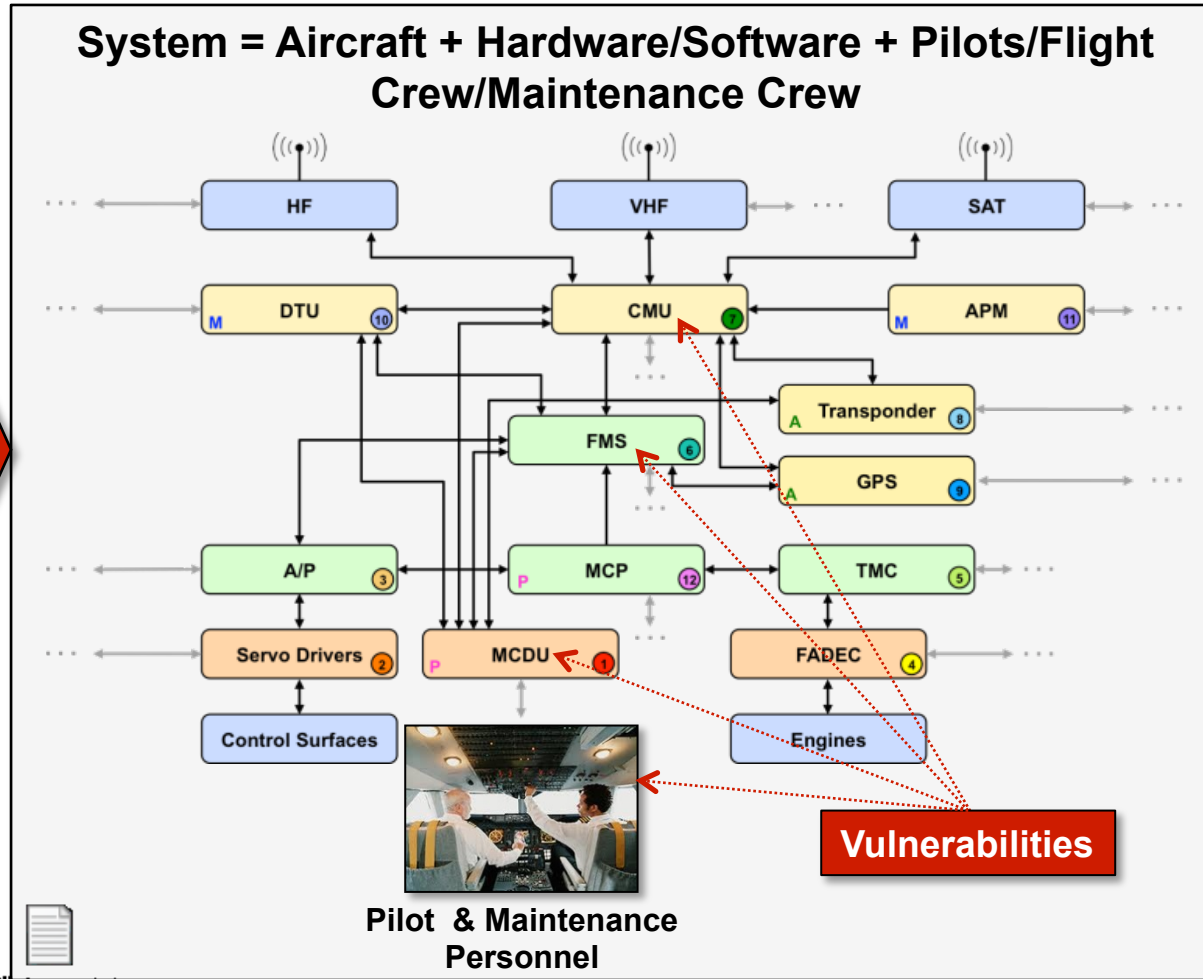 System = Aircraft + Hardware/Software + Pilots/Flight
Crew/Maintenance Crew
HF
VHF
SAT
DTU
M
10
CMU
7
APM
M
11
Transponder
A
8
FMS
6
GPS
A
9
A/P
3
MCP
P
12
TMC
5
Servo Drivers
2
MCDU
P
1
FADEC
4
Control Surfaces
Engines
Vulnerabilities
Pilot & Maintenance
Personnel